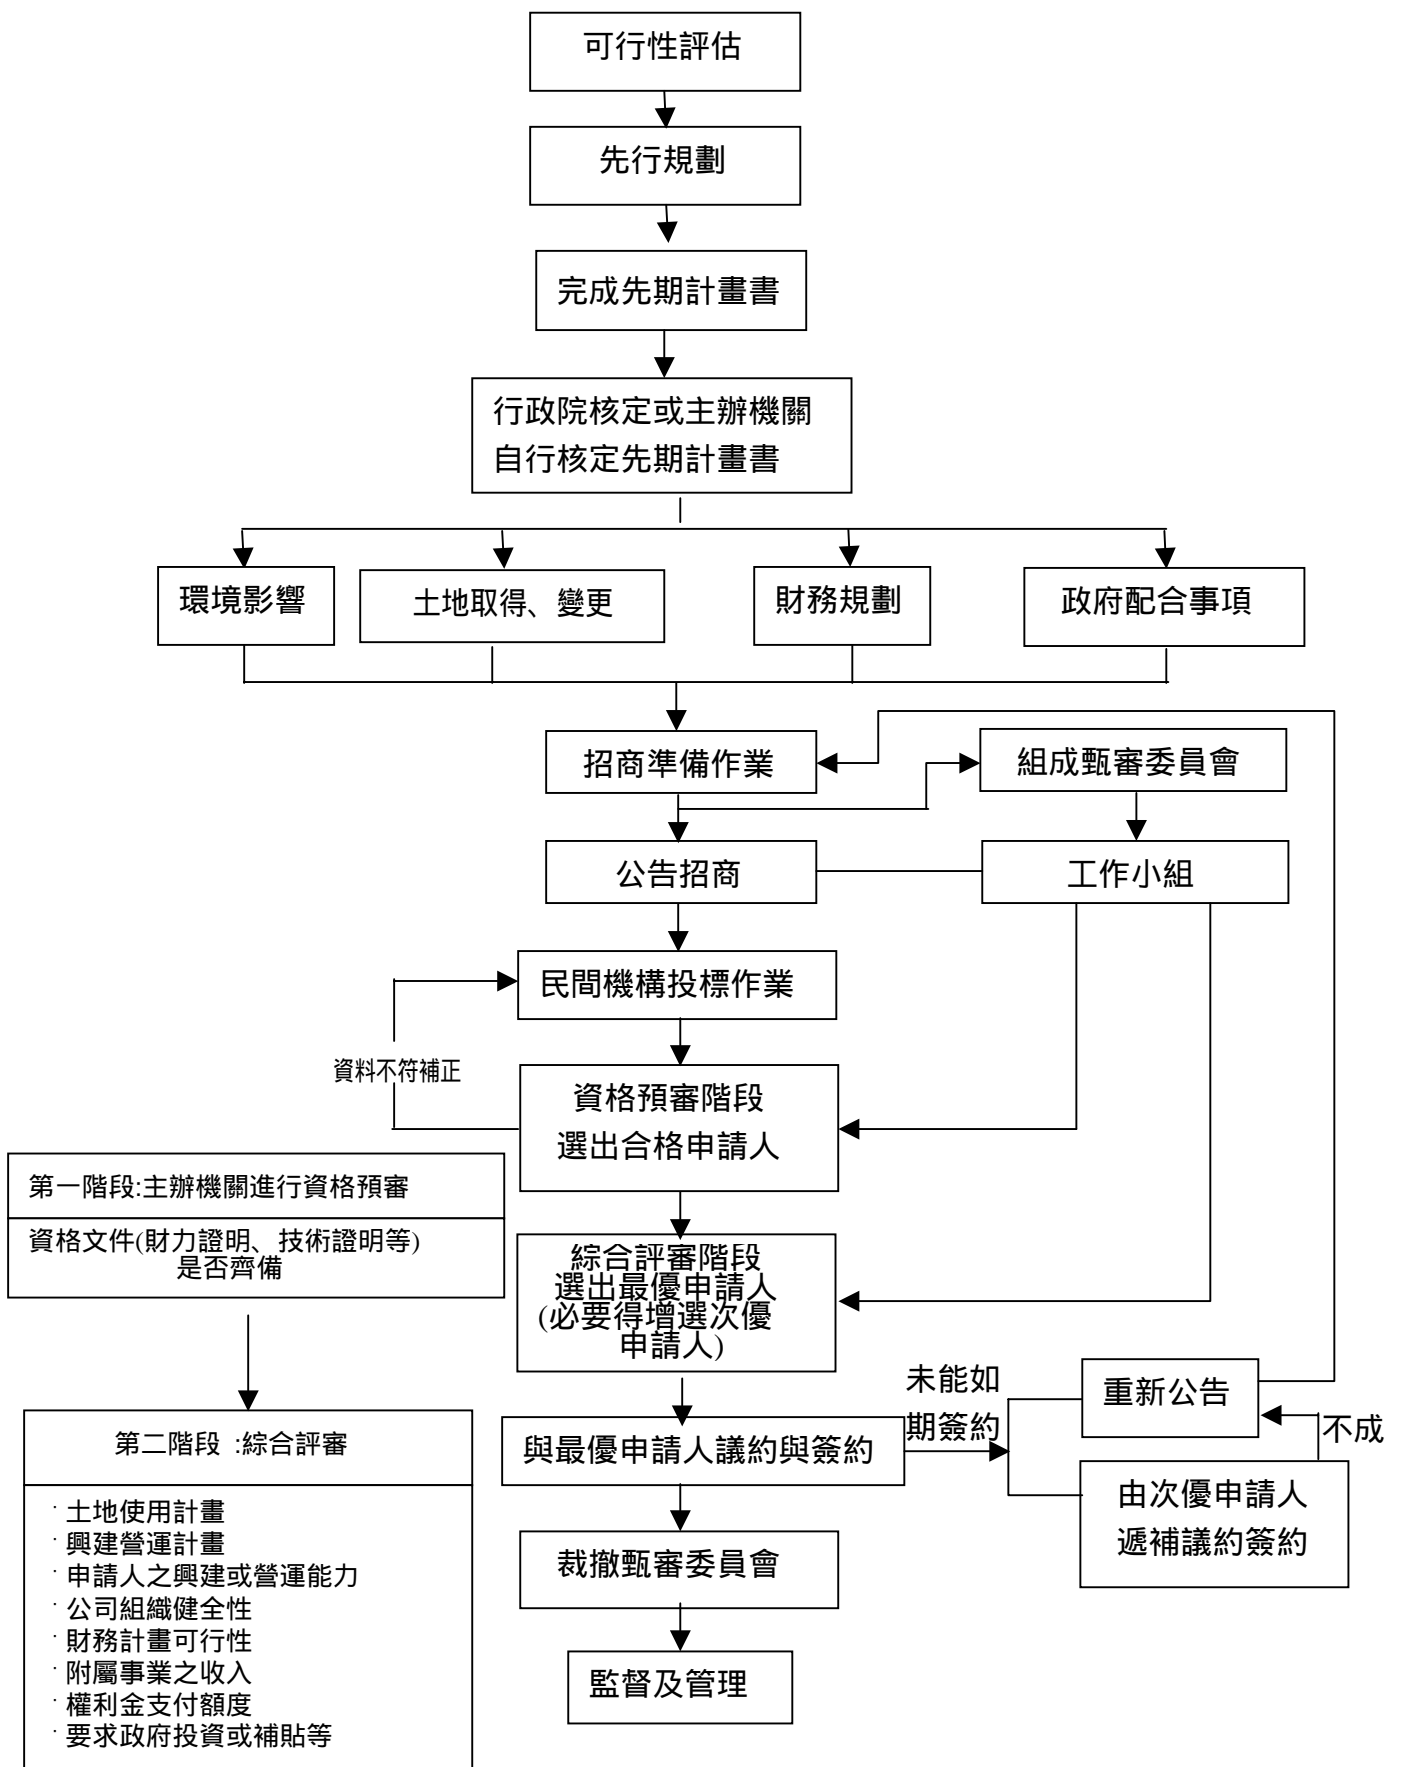 可行性評估
先行規劃
完成先期計畫書
行政院核定或主辦機關
自行核定先期計畫書
環境影響
土地取得、變更
財務規劃
政府配合事項
招商準備作業
組成甄審委員會
公告招商
工作小組
民間機構投標作業
資料不符補正
資格預審階段
選出合格申請人
第一階段:主辦機關進行資格預審
資格文件(財力證明、技術證明等)
是否齊備
綜合評審階段
選出最優申請人
(必要得增選次優
申請人)
未能如
期簽約
重新公告
不成
與最優申請人議約與簽約
由次優申請人
遞補議約簽約
第二階段 :綜合評審
˙土地使用計畫
˙興建營運計畫
˙申請人之興建或營運能力
˙公司組織健全性
˙財務計畫可行性
˙附屬事業之收入
˙權利金支付額度
˙要求政府投資或補貼等
裁撤甄審委員會
監督及管理